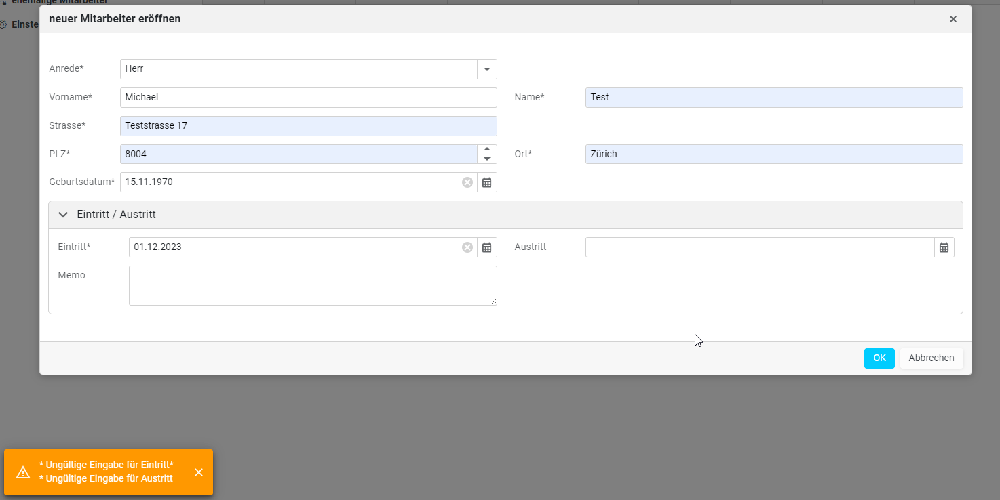 ehemalige Mitarbeiter
neuer Mitarbeiter eröffnen
Einste
Anrede* Herr
Vorname* Michael Name* Test
Strasse* Teststrasse 17
PLZ* 8004 Ort* Zürich
Geburtsdatum* 15.11.1970
Eintritt / Austritt
Eintritt* 01.12.2023 Austritt
Memo
OK Abbrechen
* Ungültige Eingabe für Eintritt*
* Ungültige Eingabe für Austritt